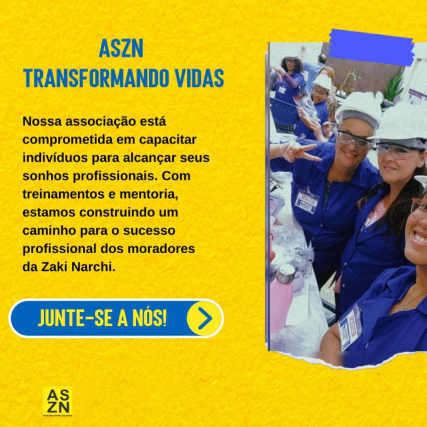 ASZN
TRANSFORMANDO VIDAS
Nossa associação está
comprometida em capacitar
indivíduos para alcançar seus
sonhos profissionais. Com
treinamentos e mentoria,
estamos construindo um
caminho para o sucesso
profissional dos moradores
da Zaki Narchi.
JUNTE-SE A NÓS!
AS
ZN